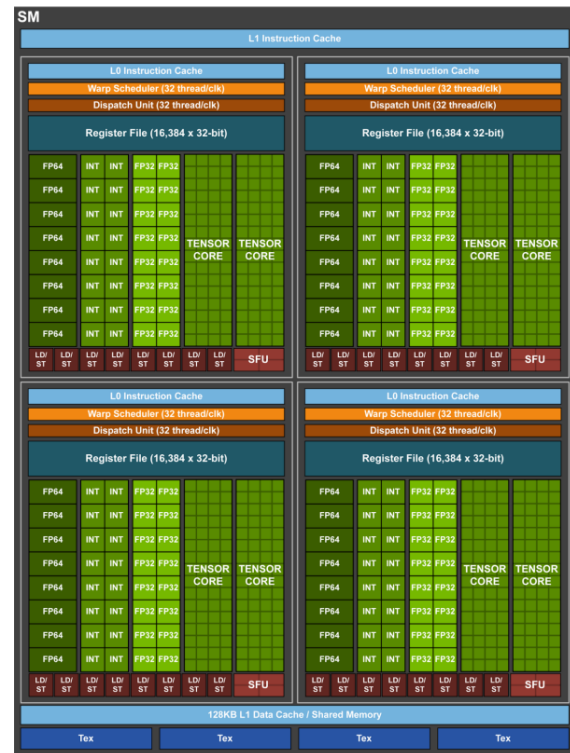 SM
L1 Instruction Cache
L0 Instruction Cache
Warp Scheduler (32 thread/clk)
Dispatch Unit (32 thread/clk)
Register File (16,384 x 32-bit)
FP64 INT INT FP32 FP32
FP64 INT INT FP32 FP32
FP64 INT INT FP32 FP32
FP64 INT INT FP32 FP32
TENSOR TENSOR
CORE CORE
FP64 INT INT FP32 FP32
FP64 INT INT FP32 FP32
FP64 INT INT FP32 FP32
FP64 INT INT FP32 FP32
LD/ LD/ LD/ LD/ LD/ LD/ LD/ LD/
ST ST ST ST ST ST ST ST
SFU
L0 Instruction Cache
Warp Scheduler (32 thread/clk)
Dispatch Unit (32 thread/clk)
Register File (16,384 x 32-bit)
FP64 INT INT FP32 FP32
FP64 INT INT FP32 FP32
FP64 INT INT FP32 FP32
FP64 INT INT FP32 FP32
TENSOR TENSOR
CORE CORE
FP64 INT INT FP32 FP32
FP64 INT INT FP32 FP32
FP64 INT INT FP32 FP32
FP64 INT INT FP32 FP32
LD/ LD/ LD/ LD/ LD/ LD/ LD/ LD/
ST ST ST ST ST ST ST ST
SFU
L0 Instruction Cache
Warp Scheduler (32 thread/clk)
Dispatch Unit (32 thread/clk)
Register File (16,384 x 32-bit)
FP64 INT INT FP32 FP32
FP64 INT INT FP32 FP32
FP64 INT INT FP32 FP32
FP64 INT INT FP32 FP32
TENSOR TENSOR
CORE CORE
FP64 INT INT FP32 FP32
FP64 INT INT FP32 FP32
FP64 INT INT FP32 FP32
FP64 INT INT FP32 FP32
LD/ LD/ LD/ LD/ LD/ LD/ LD/ LD/
ST ST ST ST ST ST ST ST
SFU
L0 Instruction Cache
Warp Scheduler (32 thread/clk)
Dispatch Unit (32 thread/clk)
Register File (16,384 x 32-bit)
FP64 INT INT FP32 FP32
FP64 INT INT FP32 FP32
FP64 INT INT FP32 FP32
FP64 INT INT FP32 FP32
TENSOR TENSOR
CORE CORE
FP64 INT INT FP32 FP32
FP64 INT INT FP32 FP32
FP64 INT INT FP32 FP32
FP64 INT INT FP32 FP32
LD/ LD/ LD/ LD/ LD/ LD/ LD/ LD/
ST ST ST ST ST ST ST ST
SFU
128KB L1 Data Cache / Shared Memory
Tex Tex Tex Tex